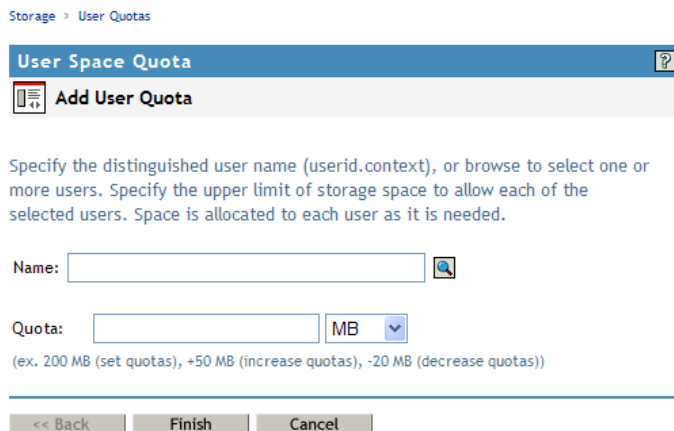 Storage > User Quotas
User Space Quota
?
Add User Quota
Specify the distinguished user name (userid.context), or browse to select one or
more users. Specify the upper limit of storage space to allow each of the
selected users. Space is allocated to each user as it is needed.
Name:
Quota: MB
(ex. 200 MB (set quotas), +50 MB (increase quotas), -20 MB (decrease quotas))
<< Back Finish Cancel